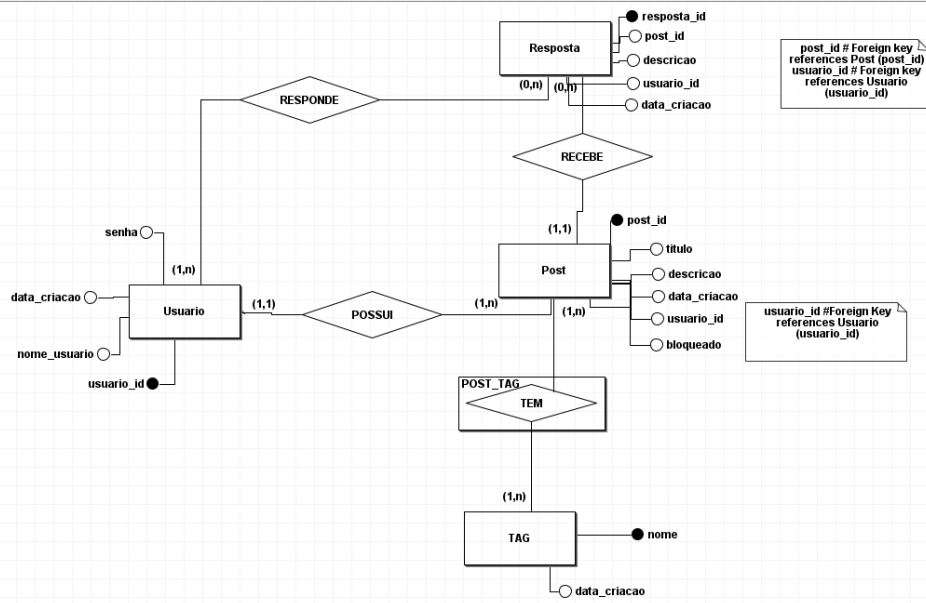 resposta_id
post_id
Resposta
descricao
usuario_id
data_criacao
(0,n)
(0,n)
post_id # Foreign key
references Post (post_id)
usuario_id # Foreign key
references Usuario
(usuario_id)
RESPONDE
RECEBE
(1,1)
post_id
titulo
Post
descricao
data_criacao
usuario_id
bloqueado
(1,n)
(1,n)
usuario_id #Foreign Key
references Usuario
(usuario_id)
senha
(1,n)
data_criacao
Usuario
(1,1)
nome_usuario
usuario_id
POSSUI
POST_TAG
TEM
(1,n)
TAG
nome
data_criacao